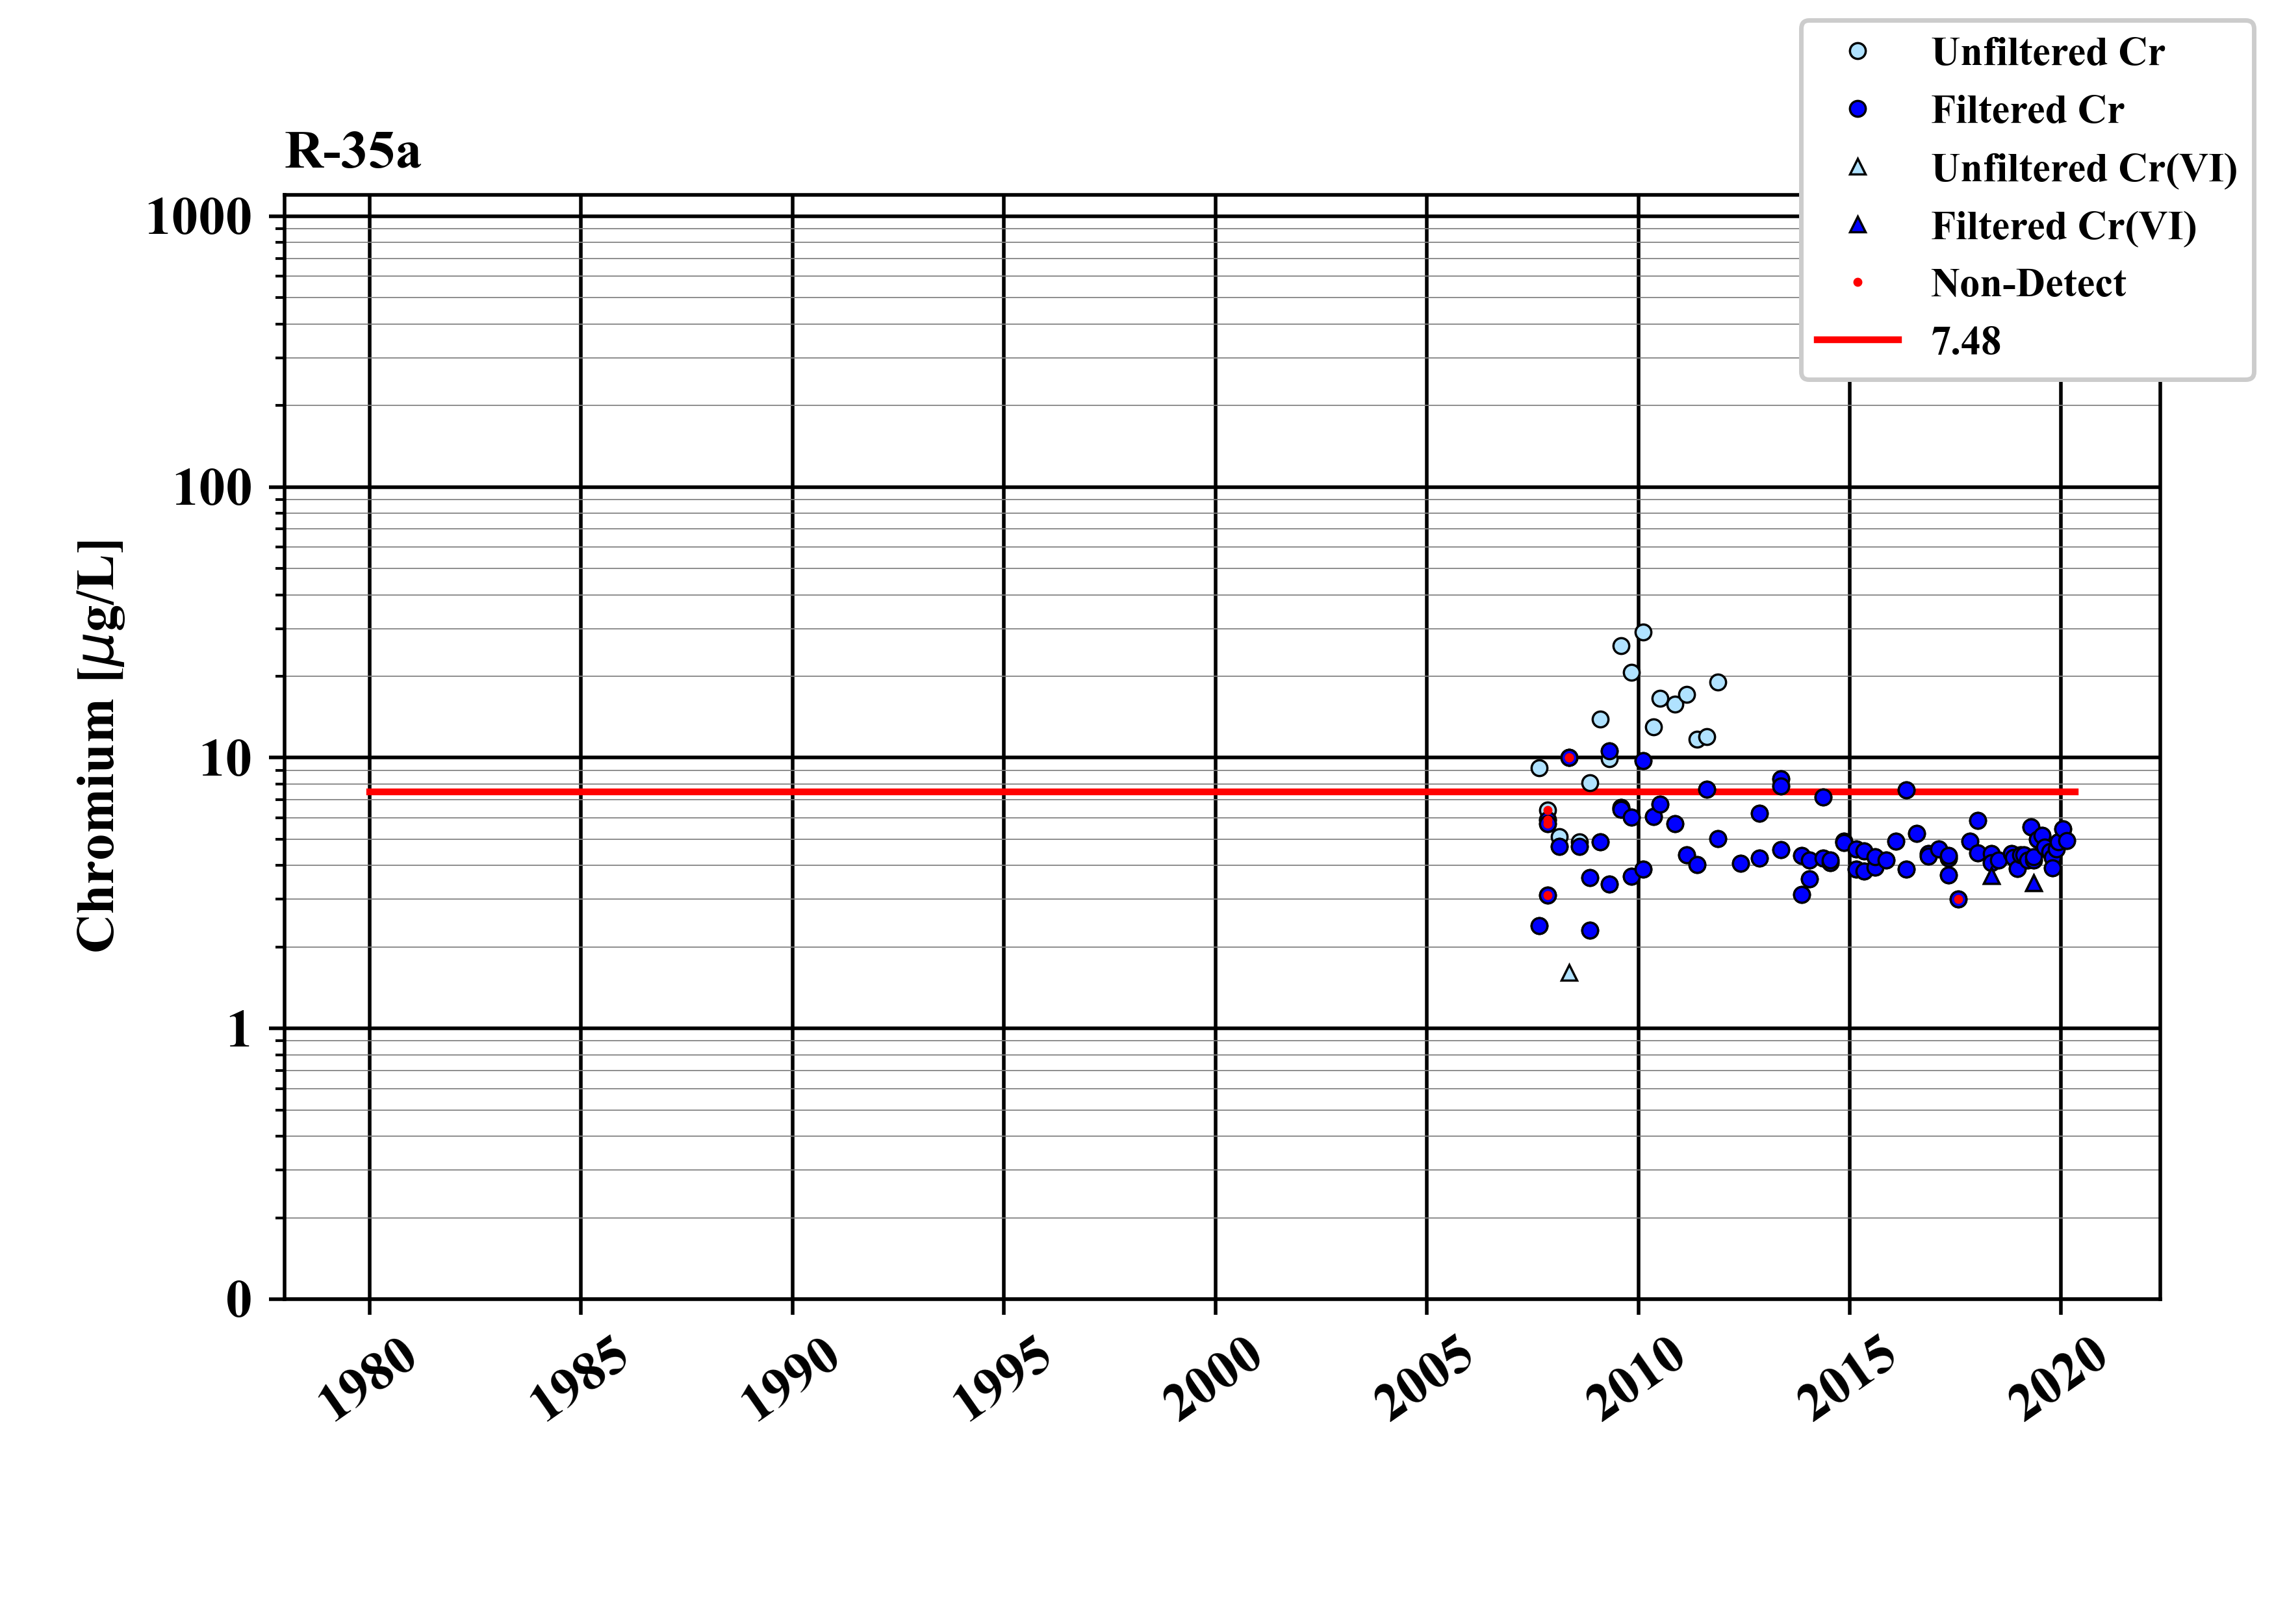 Unfiltered Cr
Filtered Cr
Unfiltered Cr(VI)
Filtered Cr(VI)
Non-Detect
7.48
R-35a
1000
100
10
1
0
Chromium [μg/L]
1980
1985
1990
1995
2000
2005
2010
2015
2020